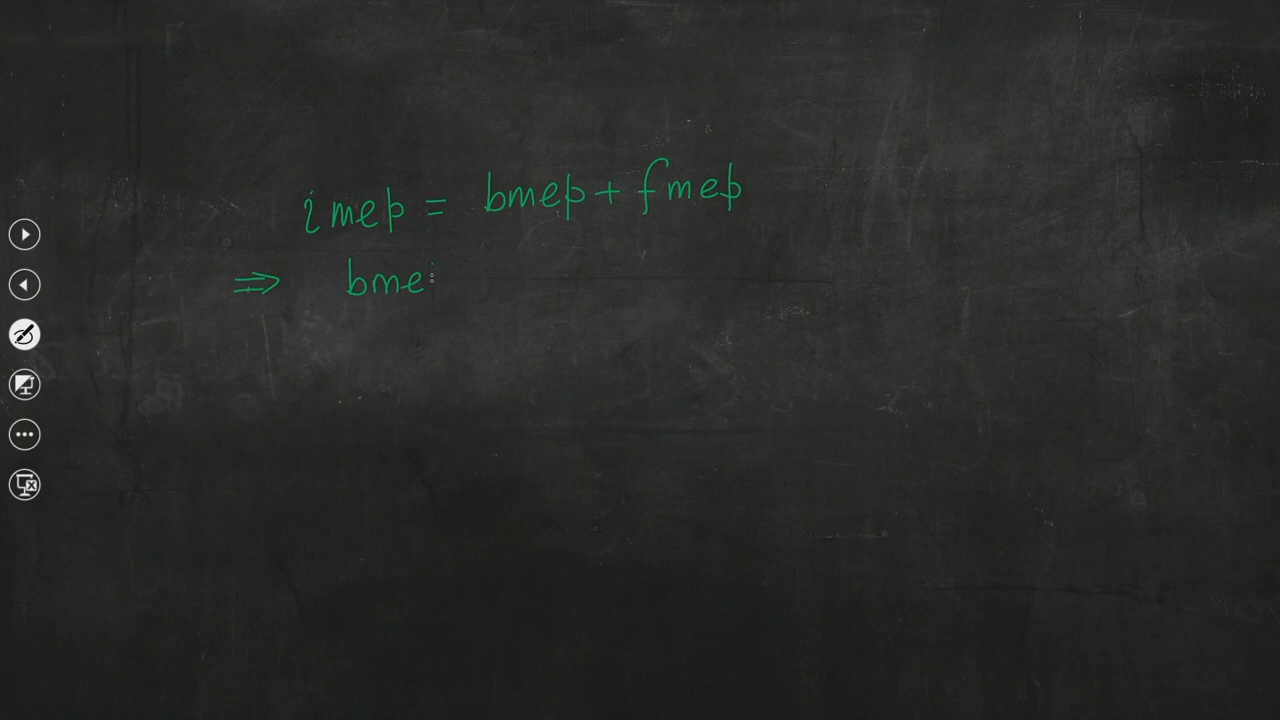 imep = bmep + fmep
⇒ bme